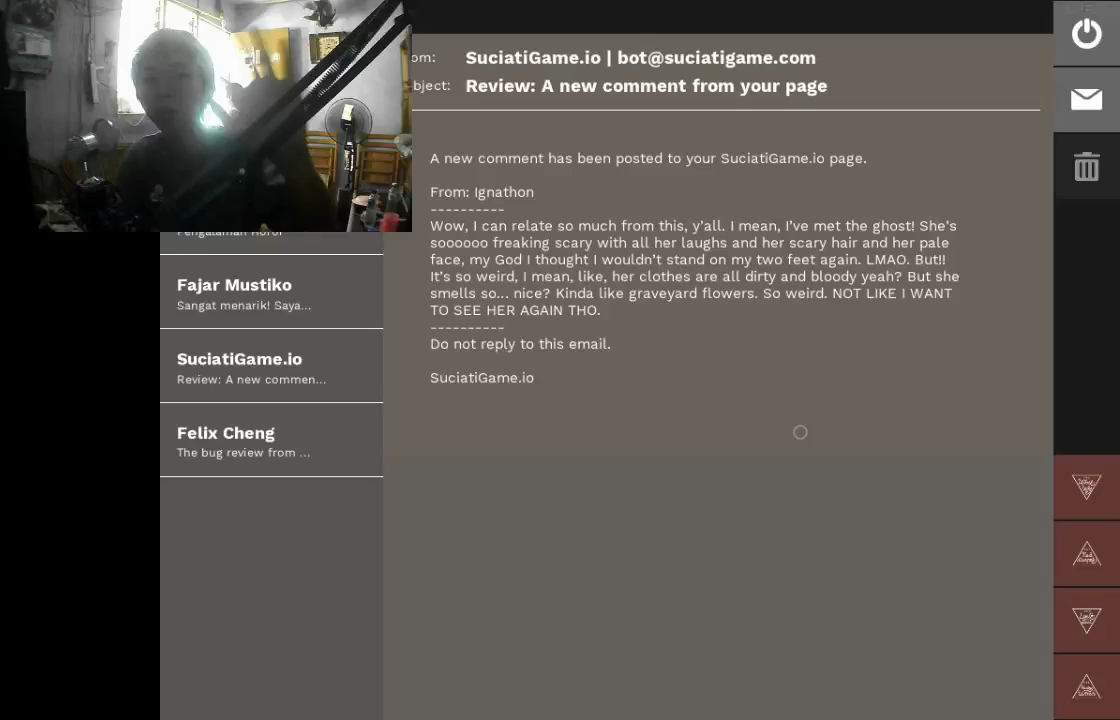 om:
SuciatiGame.io | bot@suciatigame.com
bject:
Review: A new comment from your page
A new comment has been posted to your SuciatiGame.io page.
From: Ignathon
----------
Wow, I can relate so much from this, y'all. I mean, I've met the ghost! She's
soooooo freaking scary with all her laughs and her scary hair and her pale
face, my God I thought I wouldn't stand on my two feet again. LMAO. But!!
It's so weird, I mean, like, her clothes are all dirty and bloody yeah? But she
smells so... nice? Kinda like graveyard flowers. So weird. NOT LIKE I WANT
TO SEE HER AGAIN THO.
----------
Do not reply to this email.
SuciatiGame.io
Pengalaman Horor
Fajar Mustiko
Sangat menarik! Saya...
SuciatiGame.io
Review: A new commen...
Felix Cheng
The bug review from ...